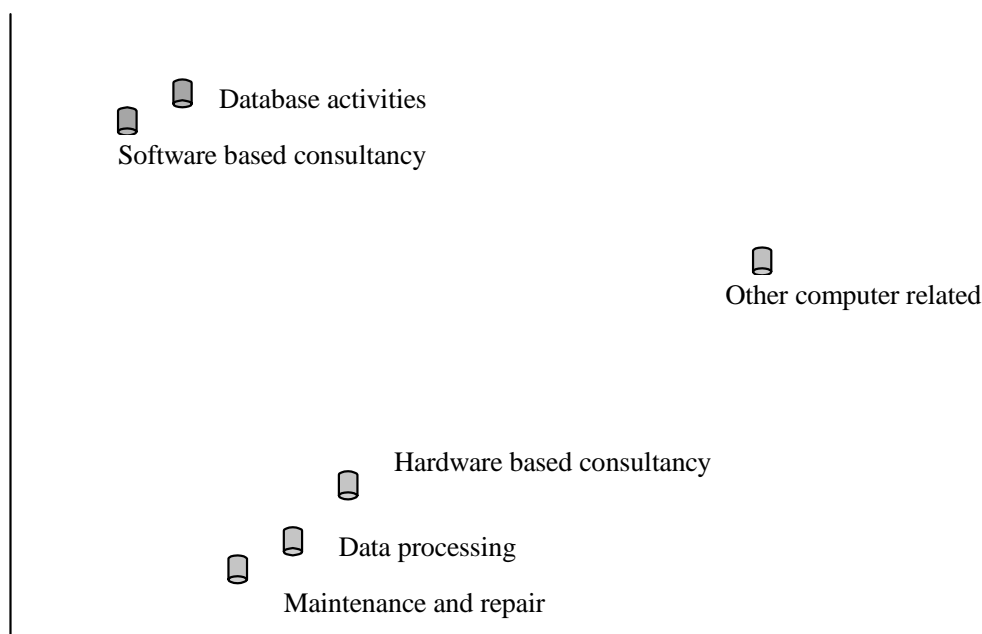 Database activities
Software based consultancy
Other computer related
Hardware based consultancy
Data processing
Maintenance and repair